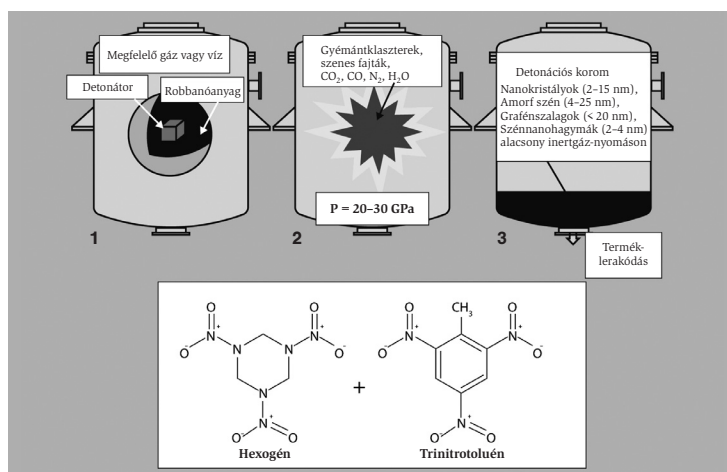 Megfelelő gáz vagy víz
Detonátor
Robbanóanyag
1
Gyémántklaszterek,
szenes fajták,
CO₂, CO, N₂, H₂O
P = 20–30 GPa
2
Detonációs korom
Nanokristályok (2–15 nm),
Amorf szén (4–25 nm),
Grafénszalagok (< 20 nm),
Szénnanohagymák (2–4 nm)
alacsony inertgáz-nyomáson
3
Termék-
lerakódás
O
O⁻ N⁺ N N N⁺ O
O⁻
N
O⁻ N⁺ O
Hexogén
+
O CH₃ O
O⁻ N⁺ N⁺ O⁻
O⁻ N⁺ O
Trinitrotoluén